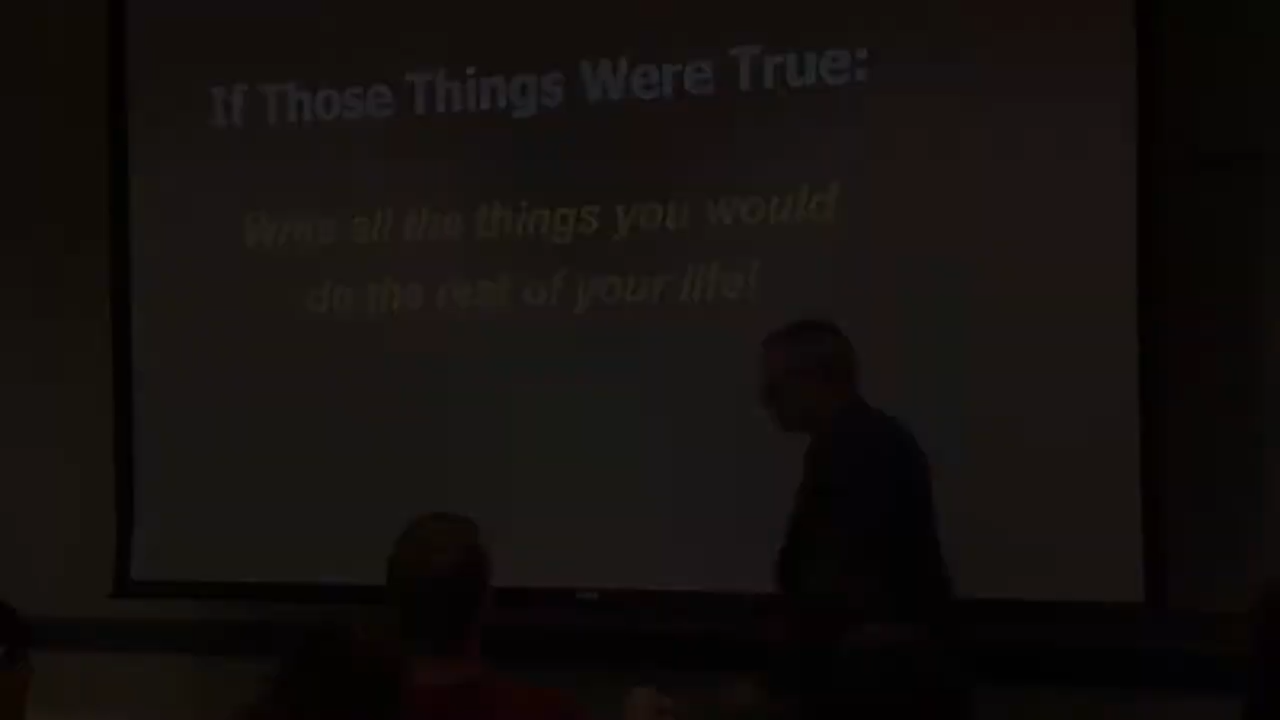 If Those Things Were True:
Write all the things you would
do the rest of your life!